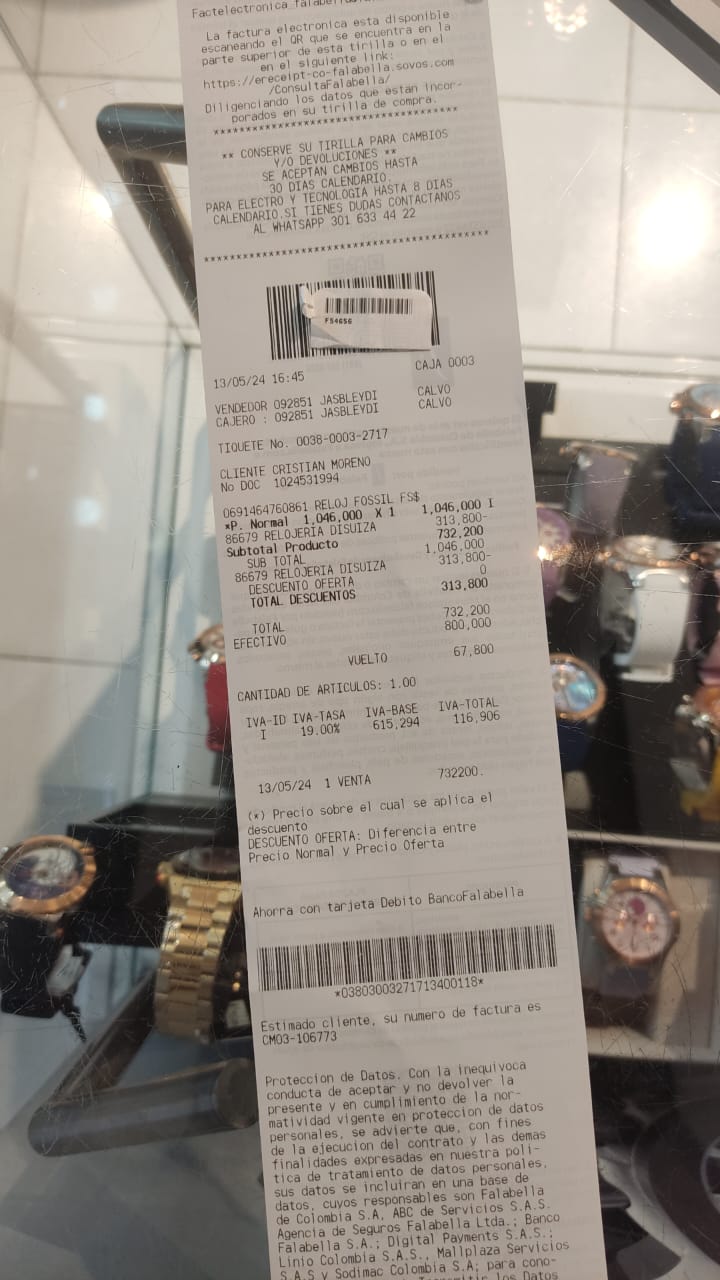 Factelectronica falabella
La factura electronica esta disponible
escaneando el QR que se encuentra en la
parte superior de esta tirilla o en el
en el siguiente link:
https://ereceipt-co-falabella.sovos.com
/ConsultaFalabella/
Diligenciando los datos que estan incor-
porados en su tirilla de compra.
****************************************
** CONSERVE SU TIRILLA PARA CAMBIOS
Y/O DEVOLUCIONES **
SE ACEPTAN CAMBIOS HASTA
30 DIAS CALENDARIO.
PARA ELECTRO Y TECNOLOGIA HASTA 8 DIAS
CALENDARIO.SI TIENES DUDAS CONTACTANOS
AL WHATSAPP 301 633 44 22
****************************************
FS4656
13/05/24 16:45 CAJA 0003
VENDEDOR 092851 JASBLEYDI CALVO
CAJERO : 092851 JASBLEYDI CALVO
TIQUETE No. 0038-0003-2717
CLIENTE CRISTIAN MORENO
No DOC 1024531994
0691464760861 RELOJ FOSSIL FS$
*P. Normal 1,046,000 X 1 1,046,000 I
86679 RELOJERIA DISUIZA 313,800-
Subtotal Producto 732,200
SUB TOTAL 1,046,000
86679 RELOJERIA DISUIZA 313,800-
DESCUENTO OFERTA 0
TOTAL DESCUENTOS 313,800
TOTAL 732,200
EFECTIVO 800,000
VUELTO 67,800
CANTIDAD DE ARTICULOS: 1.00
IVA-ID IVA-TASA IVA-BASE IVA-TOTAL
I 19.00% 615,294 116,906
13/05/24 1 VENTA 732200.
(*) Precio sobre el cual se aplica el
descuento
DESCUENTO OFERTA: Diferencia entre
Precio Normal y Precio Oferta
Ahorra con tarjeta Debito BancoFalabella
*03803003271713400118*
Estimado cliente, su numero de factura es
CM03-106773
Proteccion de Datos. Con la inequivoca
conducta de aceptar y no devolver la
presente y en cumplimiento de la nor-
matividad vigente en proteccion de datos
personales, se advierte que, con fines
de la ejecucion del contrato y las demas
finalidades expresadas en nuestra poli-
tica de tratamiento de datos personales,
sus datos se incluiran en una base de
datos, cuyos responsables son Falabella
de Colombia S.A, ABC de Servicios S.A.S.
Agencia de Seguros Falabella Ltda.; Banco
Falabella S.A.; Digital Payments S.A.S.;
Linio Colombia S.A.S., Mallplaza Servicios
S.A.S y Sodimac Colombia S.A; para cono-
los Datos